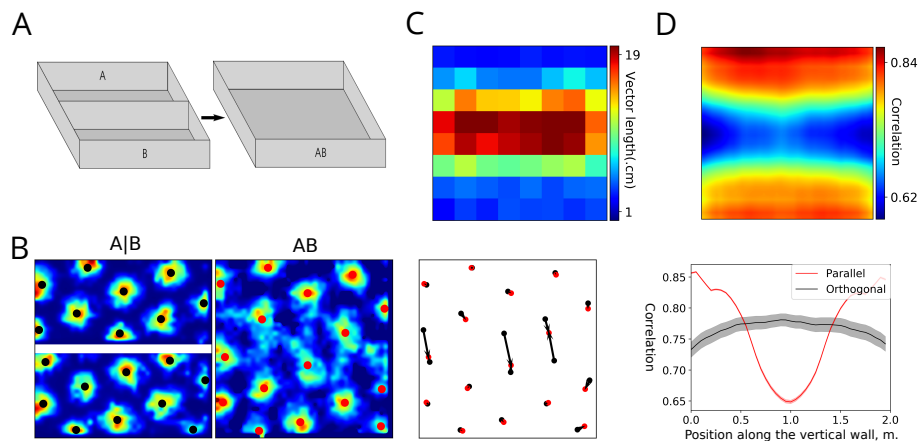 A
A
B
AB
C
19
Vector length(.cm)
1
D
0.84
Correlation
0.62
B
A|B
AB
0.85
0.80
0.75
0.70
0.65
Correlation
Parallel
Orthogonal
0.0
0.5
1.0
1.5
2.0
Position along the vertical wall, m.